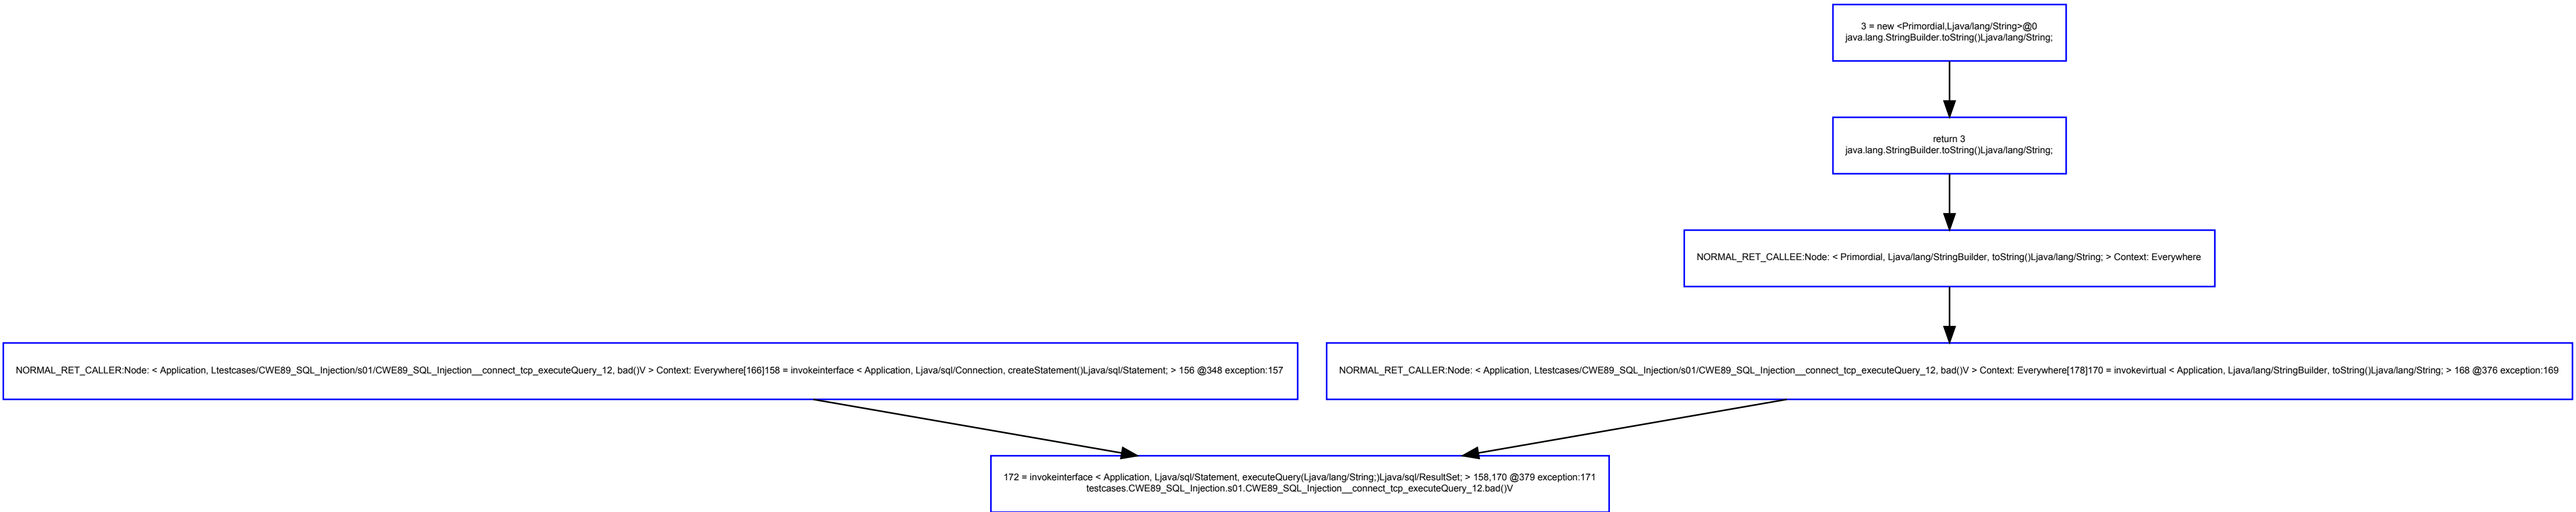 3 = new <Primordial,Ljava/lang/String>@0
java.lang.StringBuilder.toString()Ljava/lang/String;
return 3
java.lang.StringBuilder.toString()Ljava/lang/String;
NORMAL_RET_CALLEE:Node: < Primordial, Ljava/lang/StringBuilder, toString()Ljava/lang/String; > Context: Everywhere
NORMAL_RET_CALLER:Node: < Application, Ltestcases/CWE89_SQL_Injection/s01/CWE89_SQL_Injection__connect_tcp_executeQuery_12, bad()V > Context: Everywhere[166]158 = invokeinterface < Application, Ljava/sql/Connection, createStatement()Ljava/sql/Statement; > 156 @348 exception:157
NORMAL_RET_CALLER:Node: < Application, Ltestcases/CWE89_SQL_Injection/s01/CWE89_SQL_Injection__connect_tcp_executeQuery_12, bad()V > Context: Everywhere[178]170 = invokevirtual < Application, Ljava/lang/StringBuilder, toString()Ljava/lang/String; > 168 @376 exception:169
172 = invokeinterface < Application, Ljava/sql/Statement, executeQuery(Ljava/lang/String;)Ljava/sql/ResultSet; > 158,170 @379 exception:171
testcases.CWE89_SQL_Injection.s01.CWE89_SQL_Injection__connect_tcp_executeQuery_12.bad()V